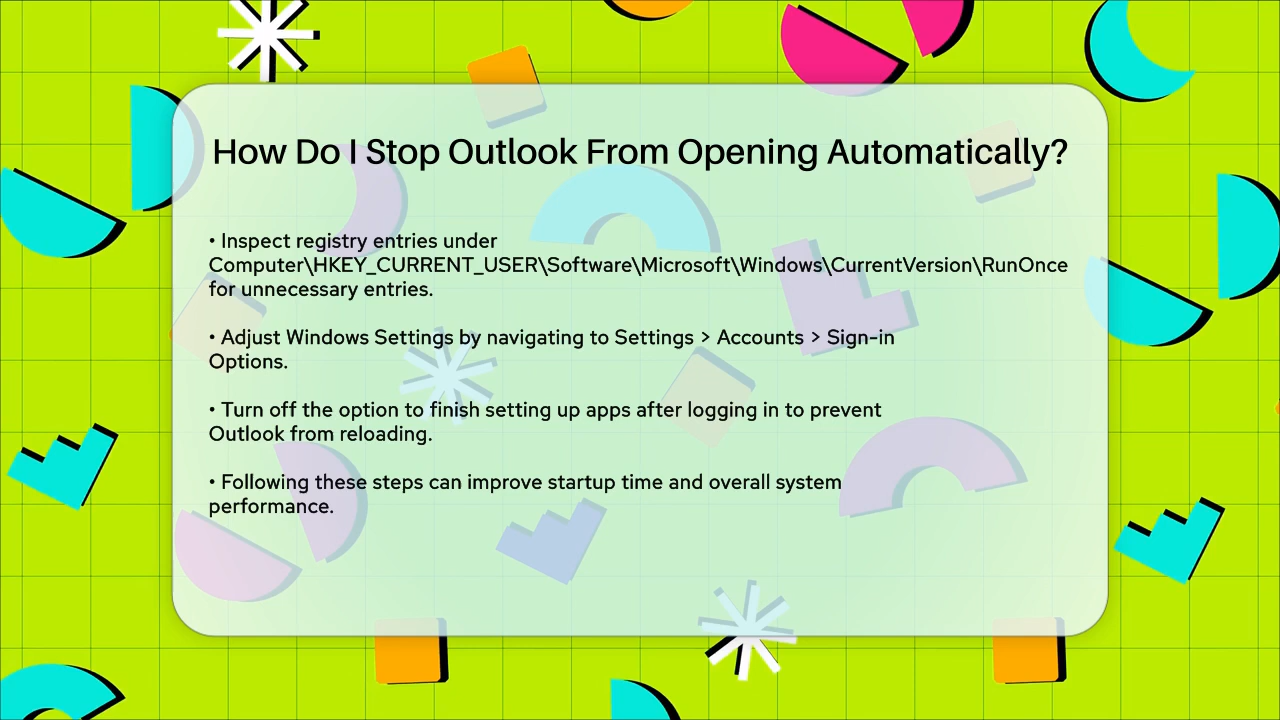 How Do I Stop Outlook From Opening Automatically?
• Inspect registry entries under
Computer\HKEY_CURRENT_USER\Software\Microsoft\Windows\CurrentVersion\RunOnce
for unnecessary entries.
• Adjust Windows Settings by navigating to Settings > Accounts > Sign-in
Options.
• Turn off the option to finish setting up apps after logging in to prevent
Outlook from reloading.
• Following these steps can improve startup time and overall system
performance.